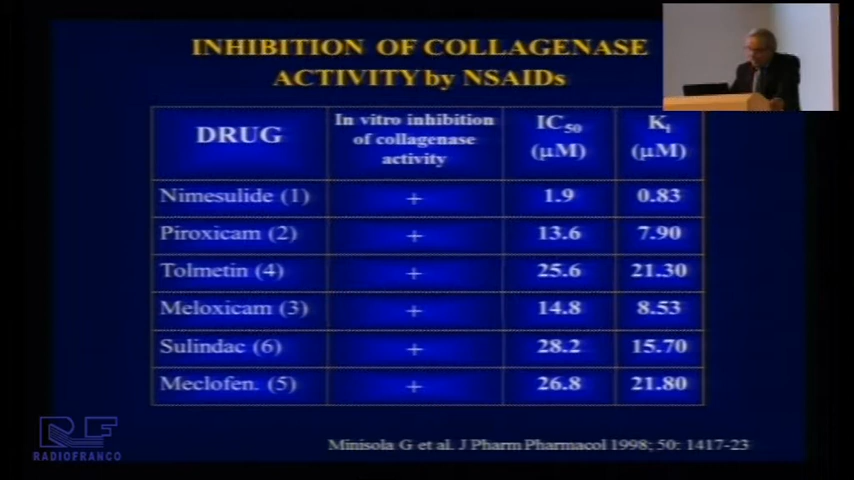 INHIBITION OF COLLAGENASE
ACTIVITY by NSAIDs
DRUG
In vitro inhibition
of collagenase
activity
IC50
(µM)
Ki
(µM)
Nimesulide (1) + 1.9 0.83
Piroxicam (2) + 13.6 7.90
Tolmetin (4) + 25.6 21.30
Meloxicam (3) + 14.8 8.53
Sulindac (6) + 28.2 15.70
Meclofen. (5) + 26.8 21.80
Minisola G et al. J Pharm Pharmacol 1998; 50: 1417-23
RF
RADIOFRANCO